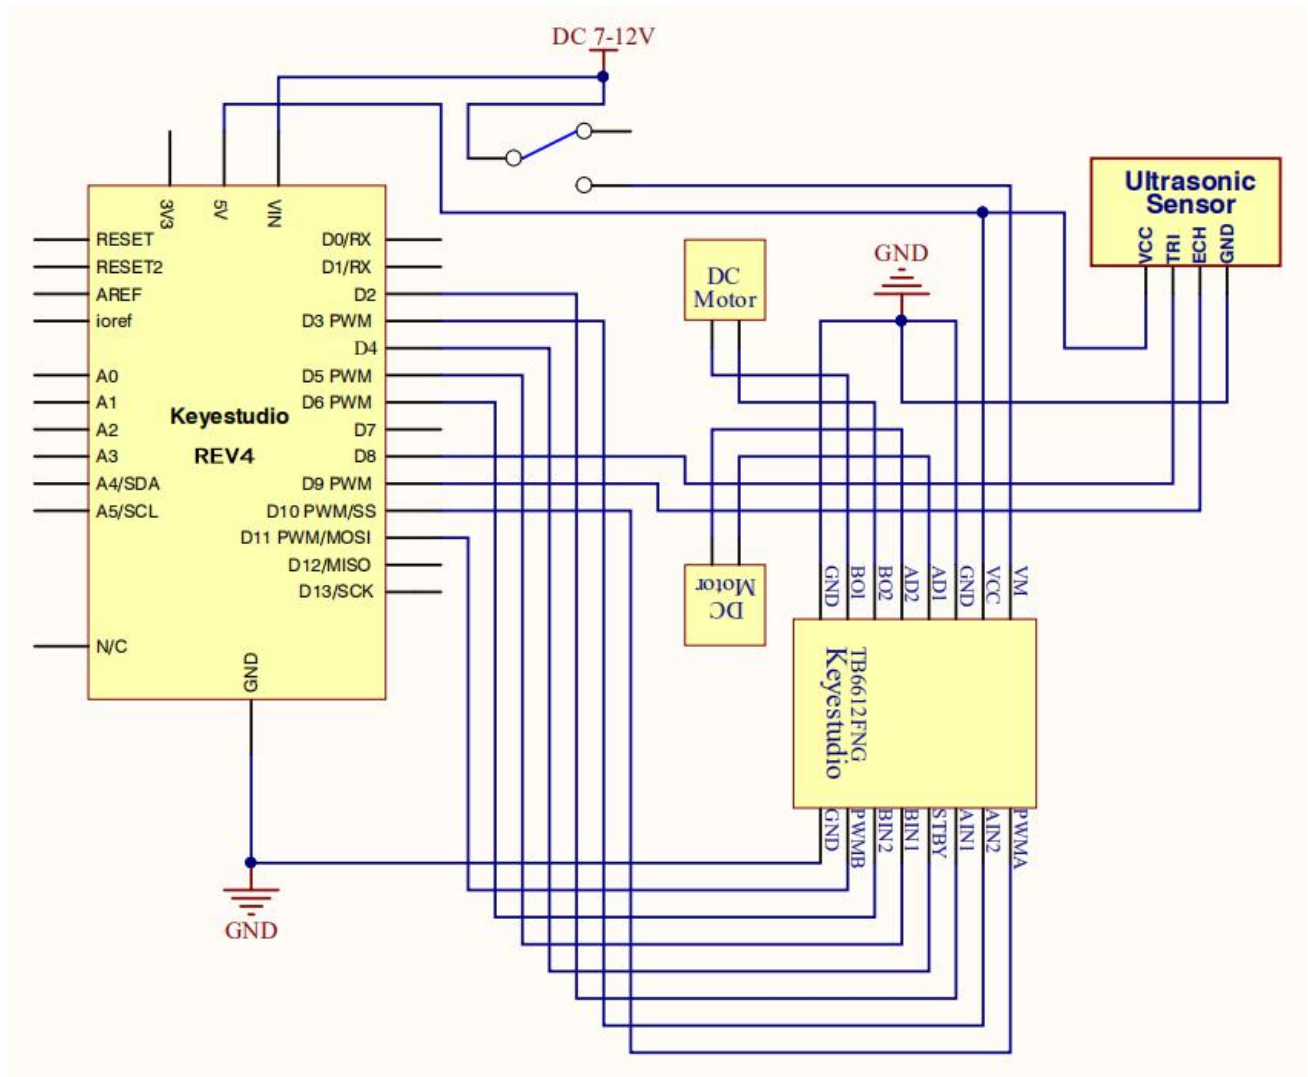 DC 7-12V
3V3
5V
VIN
RESET
RESET2
AREF
ioref
A0
A1
A2
A3
A4/SDA
A5/SCL
N/C
Keyestudio
REV4
D0/RX
D1/RX
D2
D3 PWM
D4
D5 PWM
D6 PWM
D7
D8
D9 PWM
D10 PWM/SS
D11 PWM/MOSI
D12/MISO
D13/SCK
GND
GND
DC
Motor
DC
Motor
GND
Ultrasonic
Sensor
VCC
TRI
ECH
GND
GND
BO1
BO2
AD2
AD1
GND
VCC
VM
TB6612FNG
Keyestudio
GND
PWMB
BIN2
BIN1
STBY
AIN1
AIN2
PWMA